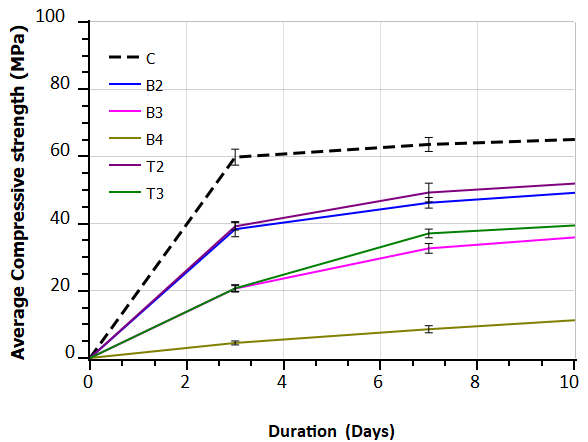 Average Compressive strength (MPa)
100
80
60
40
20
0
C
B2
B3
B4
T2
T3
0 2 4 6 8 10
Duration (Days)